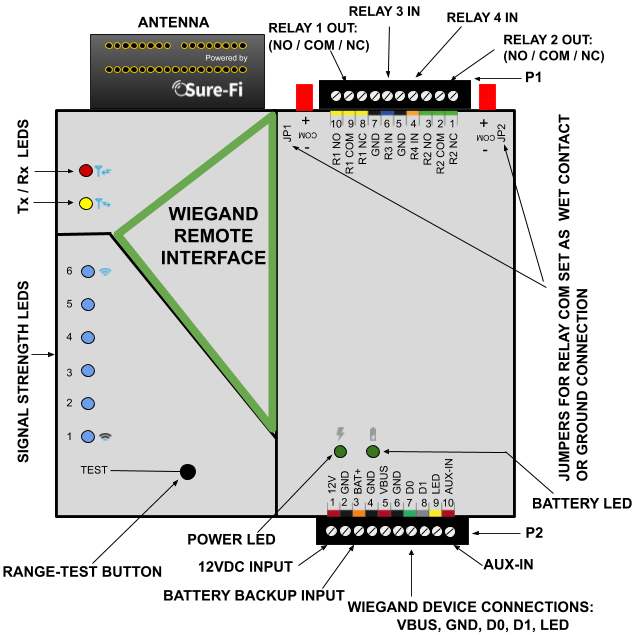 ANTENNA
RELAY 3 IN
RELAY 4 IN
RELAY 1 OUT:
(NO / COM / NC)
RELAY 2 OUT:
(NO / COM / NC)
Powered by
Sure-Fi
P1
+
COM
-
JP1
10 9 8 7 6 5 4 3 2 1
R1 NO
R1 COM
R1 NC
GND
R3 IN
GND
R4 IN
R2 NO
R2 COM
R2 NC
+
COM
-
JP2
Tx / Rx LEDS
WIEGAND
REMOTE
INTERFACE
SIGNAL STRENGTH LEDS
6
5
4
3
2
1
TEST
JUMPERS FOR RELAY COM SET AS WET CONTACT
OR GROUND CONNECTION
12V
GND
BAT+
GND
VBUS
GND
D0
D1
LED
AUX-IN
1 2 3 4 5 6 7 8 9 10
BATTERY LED
P2
POWER LED
RANGE-TEST BUTTON
12VDC INPUT
AUX-IN
BATTERY BACKUP INPUT
WIEGAND DEVICE CONNECTIONS:
VBUS, GND, D0, D1, LED